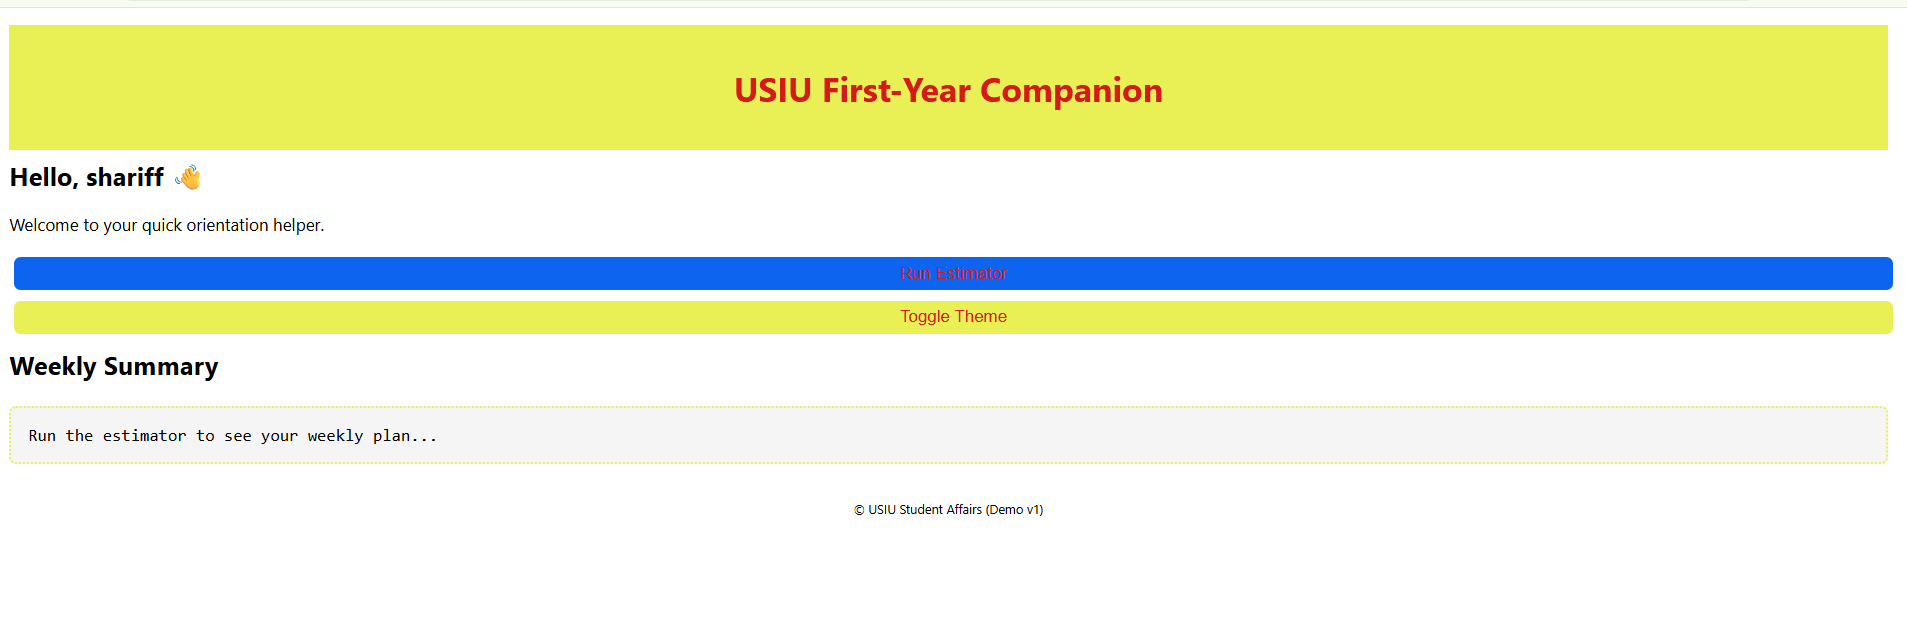 USIU First-Year Companion
Hello, shariff 👋
Welcome to your quick orientation helper.
Run Estimator
Toggle Theme
Weekly Summary
Run the estimator to see your weekly plan...
© USIU Student Affairs (Demo v1)